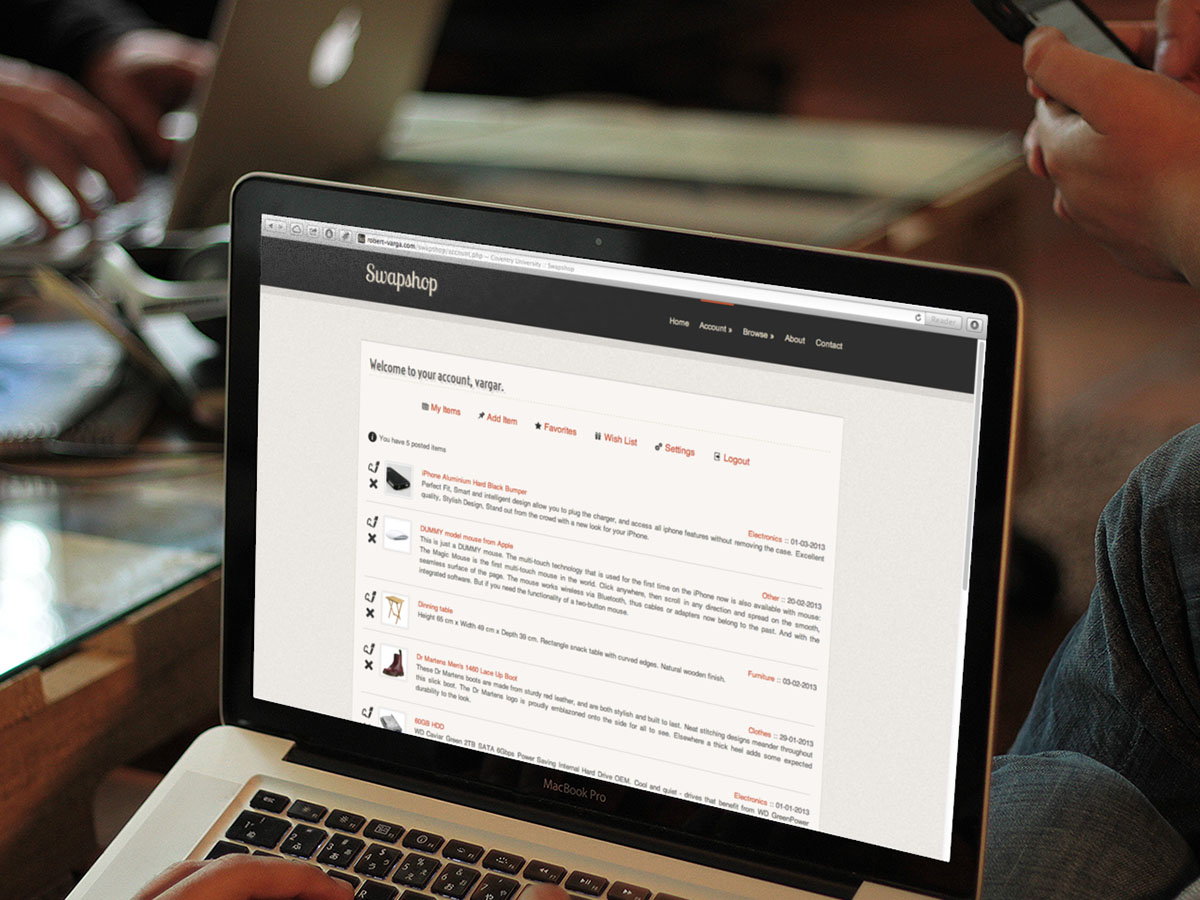 robert-varga.com/swapshop/account.php — Coventry University :: Swapshop
Reader
Swapshop
Home Account » Browse » About Contact
Welcome to your account, vargar.
My Items Add Item Favorites Wish List Settings Logout
You have 5 posted items
iPhone Aluminium Hard Black Bumper
Electronics :: 01-03-2013
Perfect Fit, Smart and intelligent design allow you to plug the charger, and access all iphone features without removing the case. Excellent
quality, Stylish Design, Stand out from the crowd with a new look for your iPhone.
DUMMY model mouse from Apple
Other :: 20-02-2013
This is just a DUMMY mouse. The multi-touch technology that is used for the first time on the iPhone now is also available with mouse:
The Magic Mouse is the first multi-touch mouse in the world. Click anywhere, then scroll in any direction and spread on the smooth,
seamless surface of the page. The mouse works wireless via Bluetooth, thus cables or adapters now belong to the past. And with the
integrated software. But if you need the functionality of a two-button mouse.
Dinning table
Furniture :: 03-02-2013
Height 65 cm x Width 49 cm x Depth 39 cm. Rectangle snack table with curved edges. Natural wooden finish.
Dr Martens Men's 1460 Lace Up Boot
Clothes :: 29-01-2013
These Dr Martens boots are made from sturdy red leather, and are both stylish and built to last. Neat stitching designs meander throughout
this slick boot. The Dr Martens logo is proudly emblazoned onto the side for all to see. Elsewhere a thick heel adds some expected
durability to the look.
60GB HDD
Electronics :: 01-01-2013
WD Caviar Green 2TB SATA 6Gbps Power Saving Internal Hard Drive OEM. Cool and quiet - drives that benefit from WD GreenPower
MacBook Pro
esc